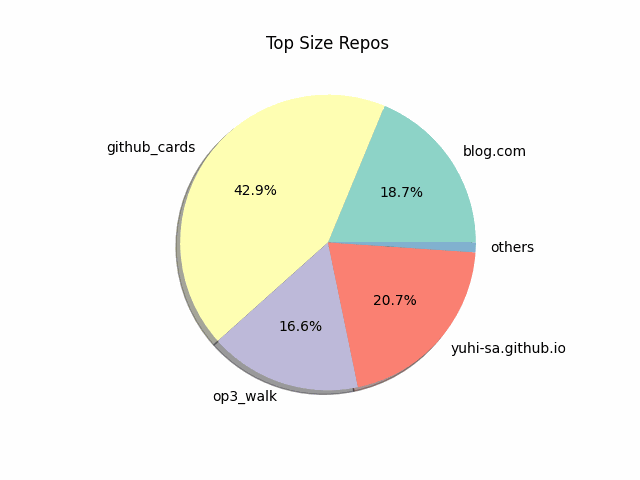 Top Size Repos
github_cards
blog.com
42.9%
18.7%
others
20.7%
16.6%
yuhi-sa.github.io
op3_walk